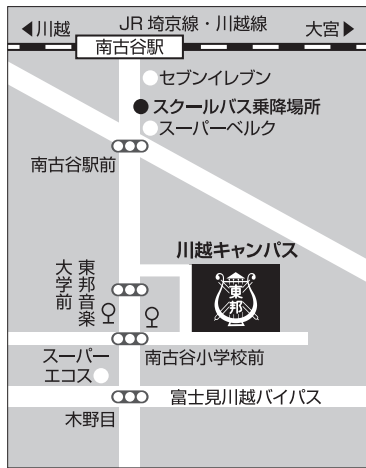 ◀川越
JR 埼京線・川越線
大宮▶
南古谷駅
セブンイレブン
スクールバス乗降場所
スーパーベルク
南古谷駅前
川越キャンパス
東邦
東邦音楽
大学前
スーパー
エコス
南古谷小学校前
富士見川越バイパス
木野目